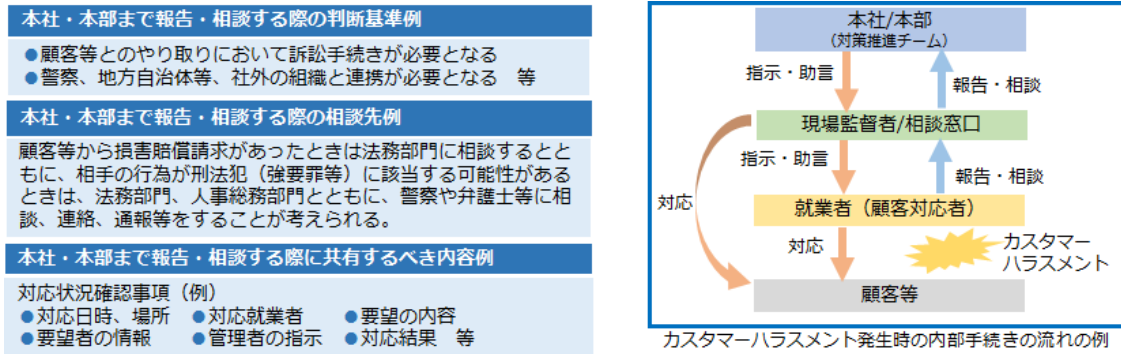 本社・本部まで報告・相談する際の判断基準例
●顧客等とのやり取りにおいて訴訟手続きが必要となる
●警察、地方自治体等、社外の組織と連携が必要となる　等
本社・本部まで報告・相談する際の相談先例
顧客等から損害賠償請求があったときは法務部門に相談するとと
もに、相手の行為が刑法犯（強要罪等）に該当する可能性がある
ときは、法務部門、人事総務部門とともに、警察や弁護士等に相
談、連絡、通報等をすることが考えられる。
本社・本部まで報告・相談する際に共有するべき内容例
対応状況確認事項（例）
●対応日時、場所　●対応就業者　●要望の内容
●要望者の情報　●管理者の指示　●対応結果　等
本社/本部
（対策推進チーム）
指示・助言
報告・相談
現場監督者/相談窓口
指示・助言
報告・相談
対応
就業者（顧客対応者）
対応
カスタマー
ハラスメント
顧客等
カスタマーハラスメント発生時の内部手続きの流れの例